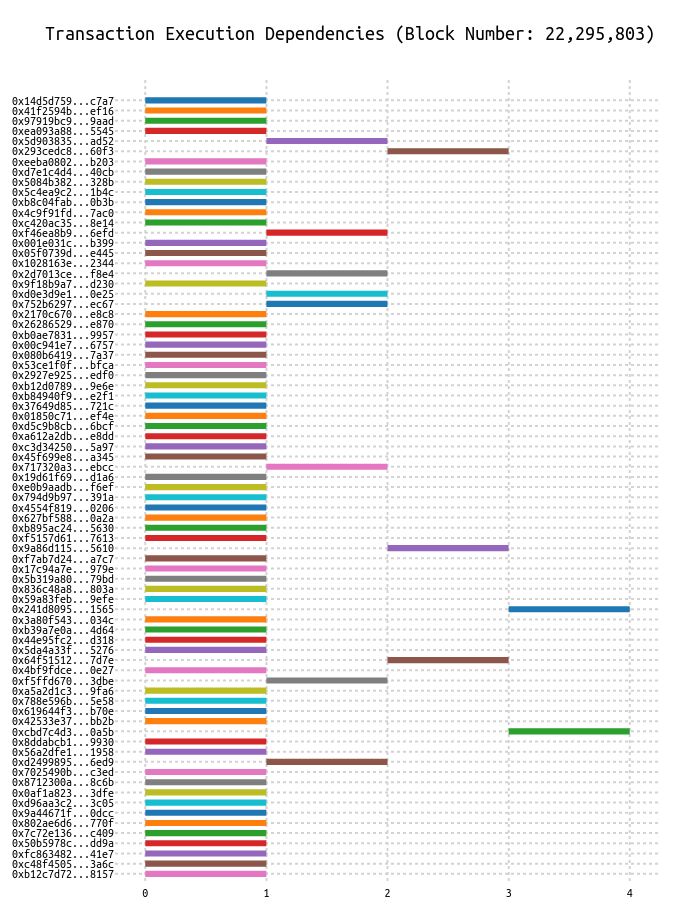 Transaction Execution Dependencies (Block Number: 22,295,803)
0x14d5d759...c7a7
0x41f2594b...ef16
0x97919bc9...9aad
0xea093a88...5545
0x5d903835...ad52
0x293cedc8...60f3
0xeeba0802...b203
0xd7e1c4d4...40cb
0x5084b382...328b
0x5c4ea9c2...1b4c
0xb8c04fab...0b3b
0x4c9f91fd...7ac0
0xc420ac35...8e14
0xf46ea8b9...6efd
0x001e031c...b399
0x05f0739d...e445
0x1028163e...2344
0x2d7013ce...f8e4
0x9f18b9a7...d230
0xd0e3d9e1...0e25
0x752b6297...ec67
0x2170c670...e8c8
0x26286529...e870
0xb0ae7831...9957
0x00c941e7...6757
0x080b6419...7a37
0x53ce1f0f...bfca
0x2927e925...edf0
0xb12d0789...9e6e
0xb84940f9...e2f1
0x37649d85...721c
0x01850c71...ef4e
0xd5c9b8cb...6bcf
0xa612a2db...e8dd
0xc3d34250...5a97
0x45f699e8...a345
0x717320a3...ebcc
0x19d61f69...d1a6
0xe0b9aadb...f6ef
0x794d9b97...391a
0x4554f819...0206
0x627bf588...0a2a
0xb895ac24...5630
0xf5157d61...7613
0x9a86d115...5610
0xf7ab7d24...a7c7
0x17c94a7e...979e
0x5b319a80...79bd
0x836c48a8...803a
0x59a83feb...9efe
0x241d8095...1565
0x3a80f543...034c
0xb39a7e0a...4d64
0x44e95fc2...d318
0x5da4a33f...5276
0x64f51512...7d7e
0x4bf9fdce...0e27
0xf5ffd670...3dbe
0xa5a2d1c3...9fa6
0x788e596b...5e58
0x619644f3...b70e
0x42533e37...bb2b
0xcbd7c4d3...0a5b
0x8ddabcb1...9930
0x56a2dfe1...1958
0xd2499895...6ed9
0x7025490b...c3ed
0x8712300a...8c6b
0x0af1a823...3dfe
0xd96aa3c2...3c05
0x9a44671f...0dcc
0x802ae6d6...770f
0x7c72e136...c409
0x50b5978c...dd9a
0xfc863482...41e7
0xc48f4505...3a6c
0xb12c7d72...8157
0 1 2 3 4